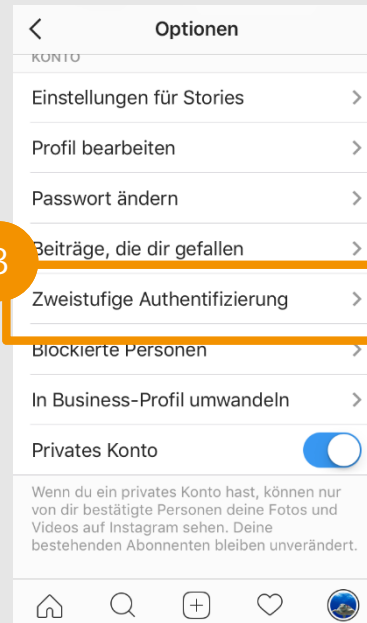 Optionen
KONTO
Einstellungen für Stories
Profil bearbeiten
Passwort ändern
Beiträge, die dir gefallen
3
Zweistufige Authentifizierung
Blockierte Personen
In Business-Profil umwandeln
Privates Konto
Wenn du ein privates Konto hast, können nur
von dir bestätigte Personen deine Fotos und
Videos auf Instagram sehen. Deine
bestehenden Abonnenten bleiben unverändert.